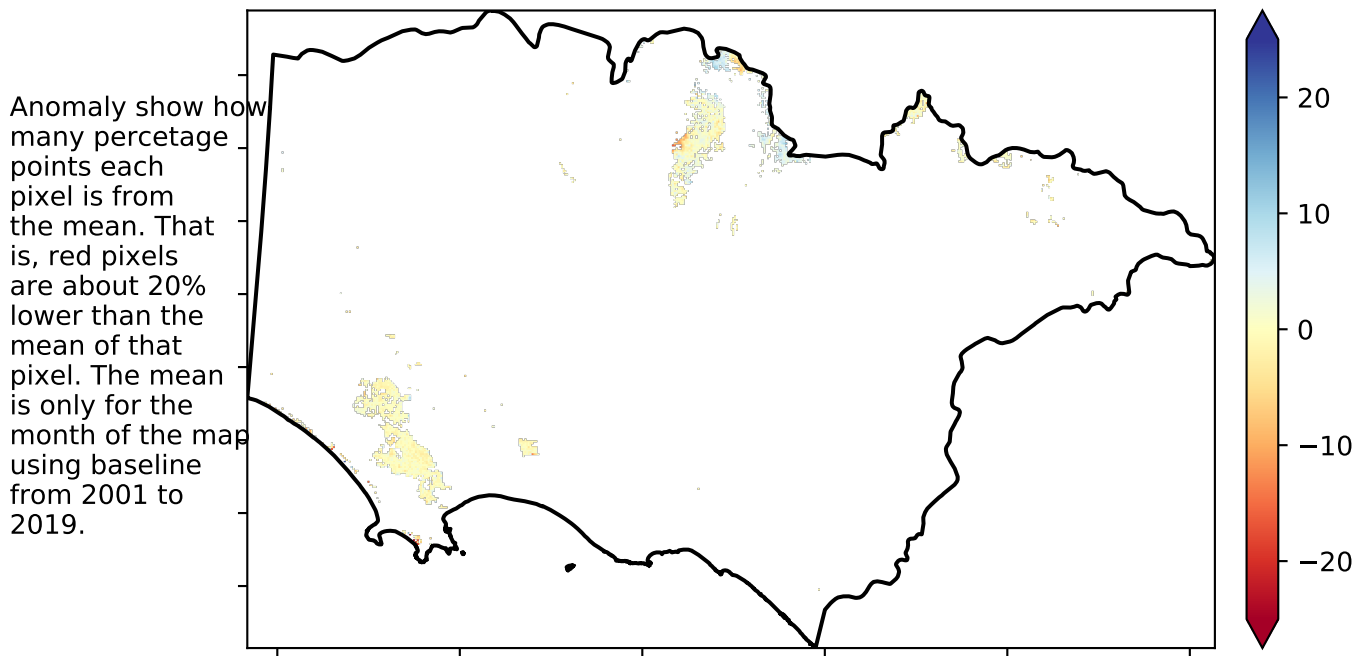 Anomaly show how
many percetage
points each
pixel is from
the mean. That
is, red pixels
are about 20%
lower than the
mean of that
pixel. The mean
is only for the
month of the map
using baseline
from 2001 to
2019.
20
10
0
−10
−20